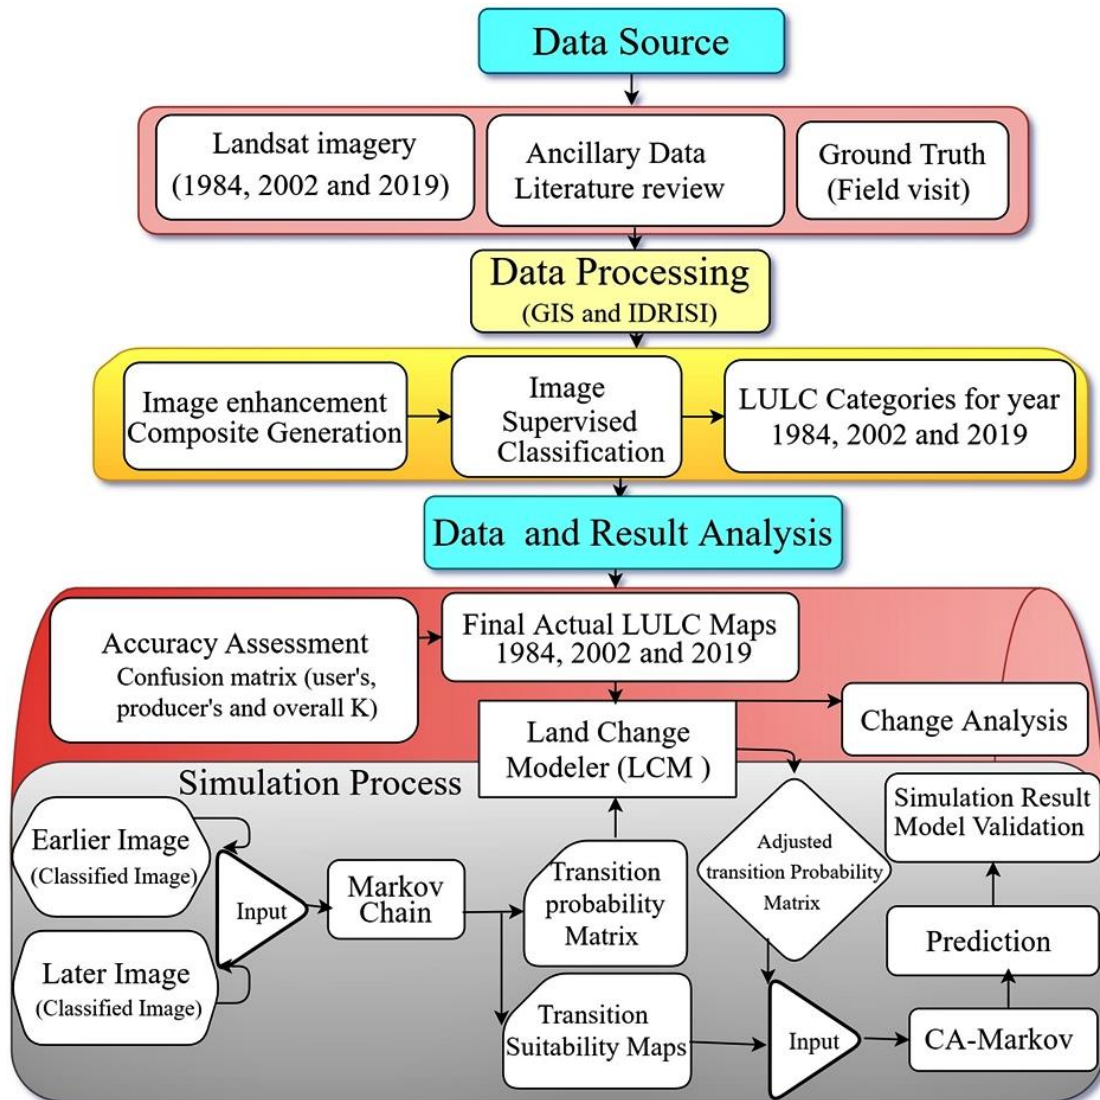 Data Source
Landsat imagery
(1984, 2002 and 2019)
Ancillary Data
Literature review
Ground Truth
(Field visit)
Data Processing
(GIS and IDRISI)
Image enhancement
Composite Generation
Image
Supervised
Classification
LULC Categories for year
1984, 2002 and 2019
Data and Result Analysis
Accuracy Assessment
Confusion matrix (user's,
producer's and overall K)
Final Actual LULC Maps
1984, 2002 and 2019
Land Change
Modeler (LCM )
Change Analysis
Simulation Process
Earlier Image
(Classified Image)
Later Image
(Classified Image)
Input
Markov
Chain
Transition
probability
Matrix
Transition
Suitability Maps
Adjusted
transition Probability
Matrix
Input
CA-Markov
Prediction
Simulation Result
Model Validation